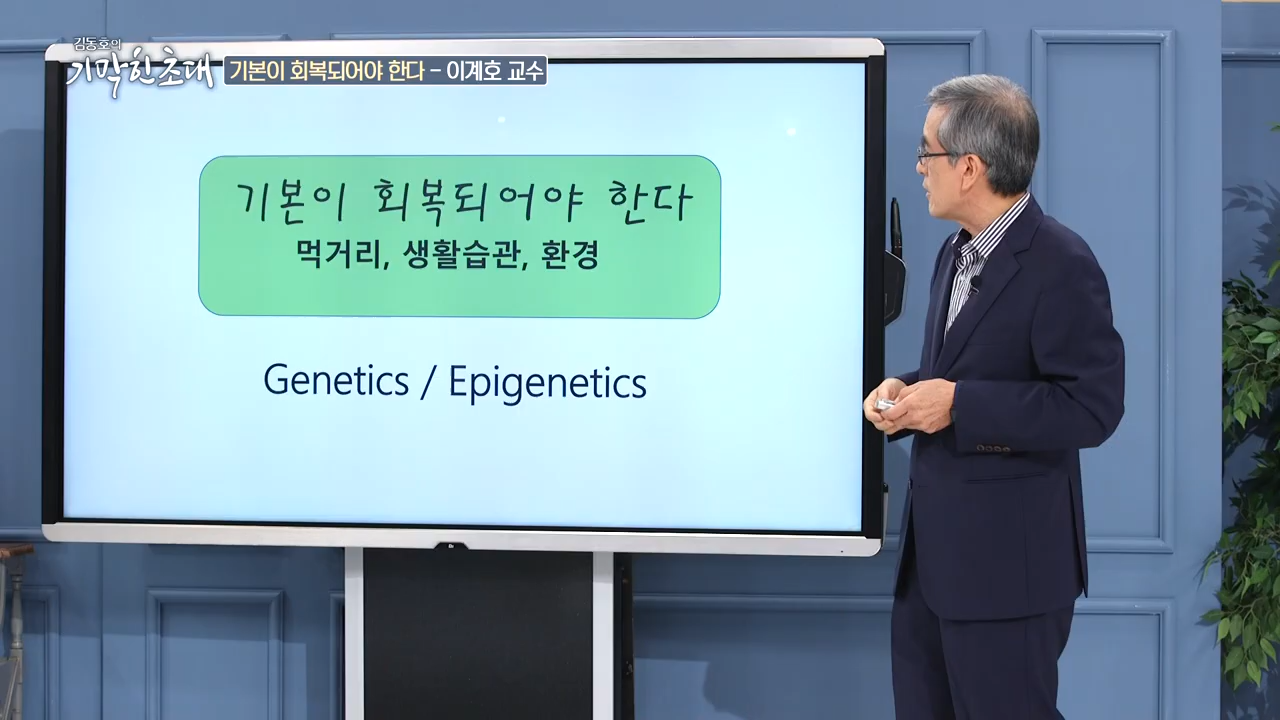 김동호의
기막힌초대
기본이 회복되어야 한다 – 이계호 교수
기본이 회복되어야 한다
먹거리, 생활습관, 환경
Genetics / Epigenetics